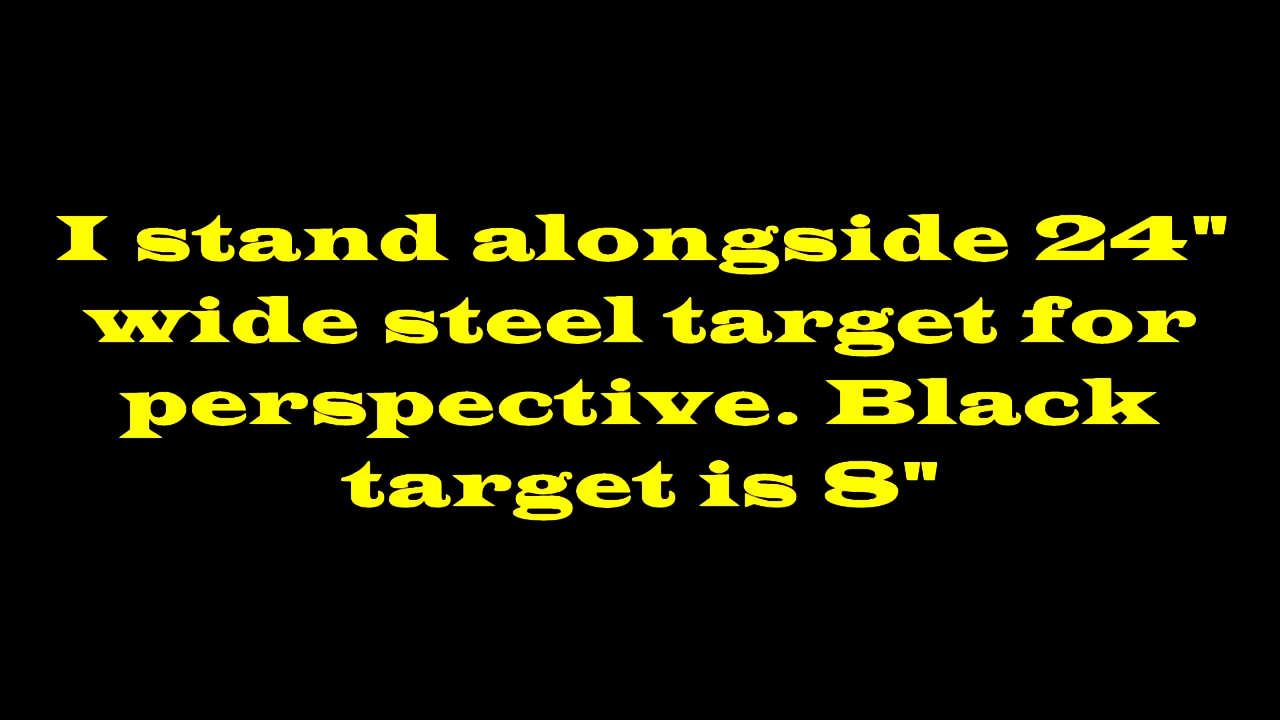 I stand alongside 24"
wide steel target for
perspective. Black
target is 8"